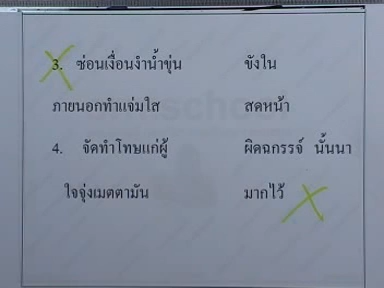 3. ซ่อนเงื่อนงำน้ำขุ่น ขังใน
ภายนอกทำแจ่มใส สดหน้า
4. จัดทำโทษแก่ผู้ ผิดฉกรรจ์ นั้นนา
ใจจุ่งเมตตามัน มากไว้